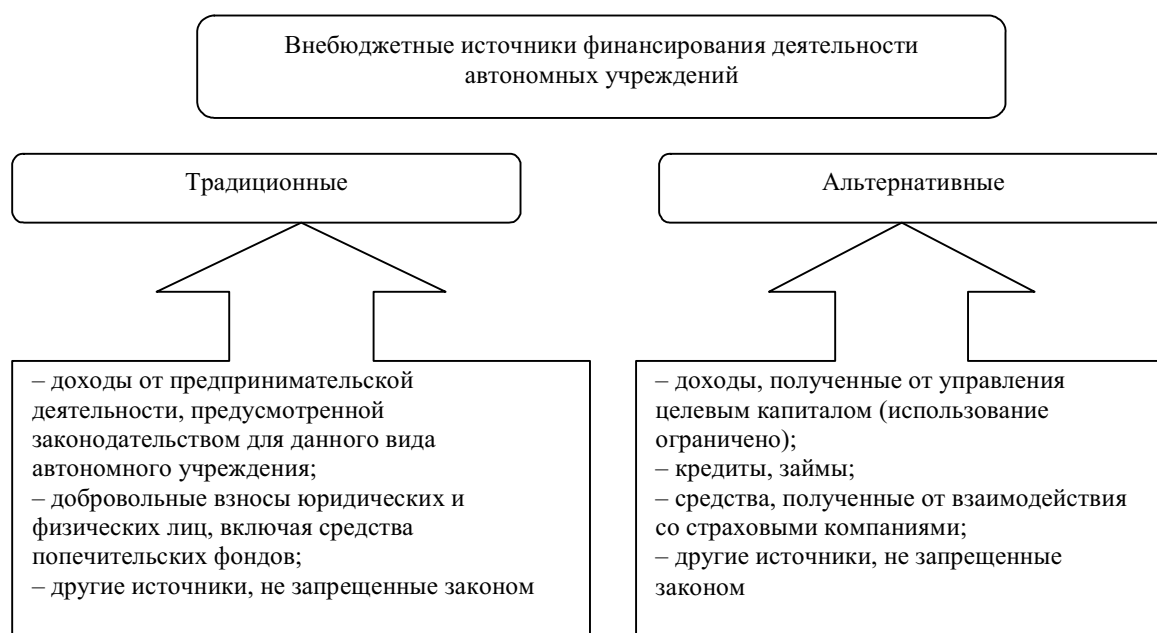 Внебюджетные источники финансирования деятельности
автономных учреждений
Традиционные
Альтернативные
– доходы от предпринимательской
деятельности, предусмотренной
законодательством для данного вида
автономного учреждения;
– добровольные взносы юридических и
физических лиц, включая средства
попечительских фондов;
– другие источники, не запрещенные законом
– доходы, полученные от управления
целевым капиталом (использование
ограничено);
– кредиты, займы;
– средства, полученные от взаимодействия
со страховыми компаниями;
– другие источники, не запрещенные
законом